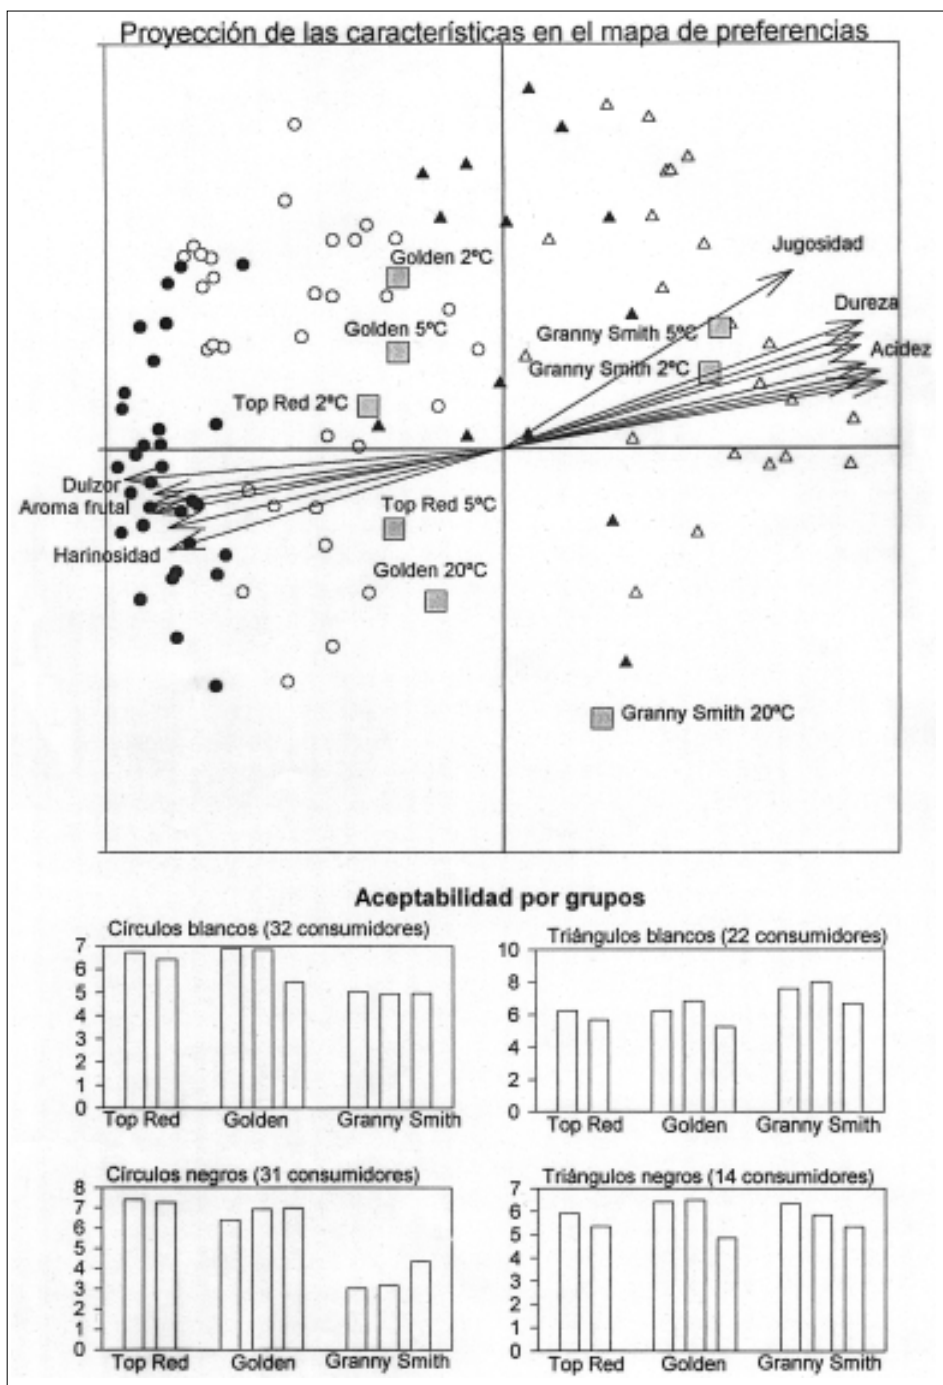 Proyección de las características en el mapa de preferencias
Jugosidad
Golden 2ºC
Dureza
Golden 5ºC
Granny Smith 5ºC
Acidez
Granny Smith 2ºC
Top Red 2ºC
Dulzor
Aroma frutal
Top Red 5ºC
Harinosidad
Golden 20ºC
Granny Smith 20ºC
Aceptabilidad por grupos
Círculos blancos (32 consumidores)
7
6
5
4
3
2
1
0
Top Red Golden Granny Smith
Triángulos blancos (22 consumidores)
10
8
6
4
2
0
Top Red Golden Granny Smith
Círculos negros (31 consumidores)
8
7
6
5
4
3
2
1
0
Top Red Golden Granny Smith
Triángulos negros (14 consumidores)
7
6
5
4
3
2
1
0
Top Red Golden Granny Smith